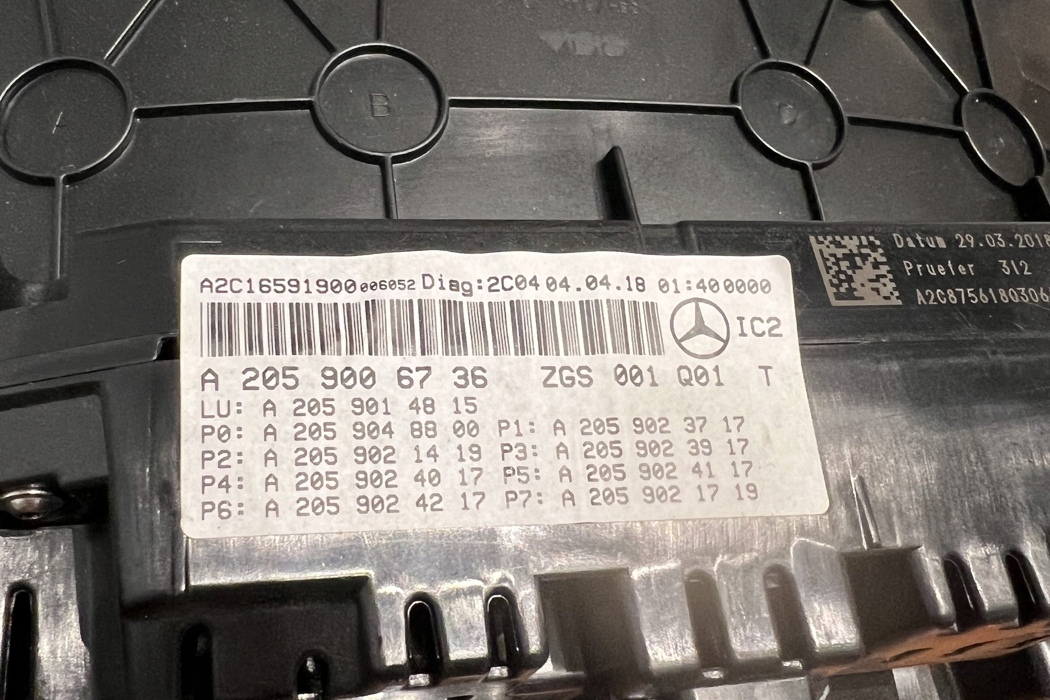 A
B
C
Datum 29.03.2018
Pruefer 312
A2C8756180306
A2C16591900 006052 Diag:2C04 04.04.18 01:40 0000
IC2
A 205 900 67 36 ZGS 001 Q01 T
LU: A 205 901 48 15
P0: A 205 904 88 00 P1: A 205 902 37 17
P2: A 205 902 14 19 P3: A 205 902 39 17
P4: A 205 902 40 17 P5: A 205 902 41 17
P6: A 205 902 42 17 P7: A 205 902 17 19